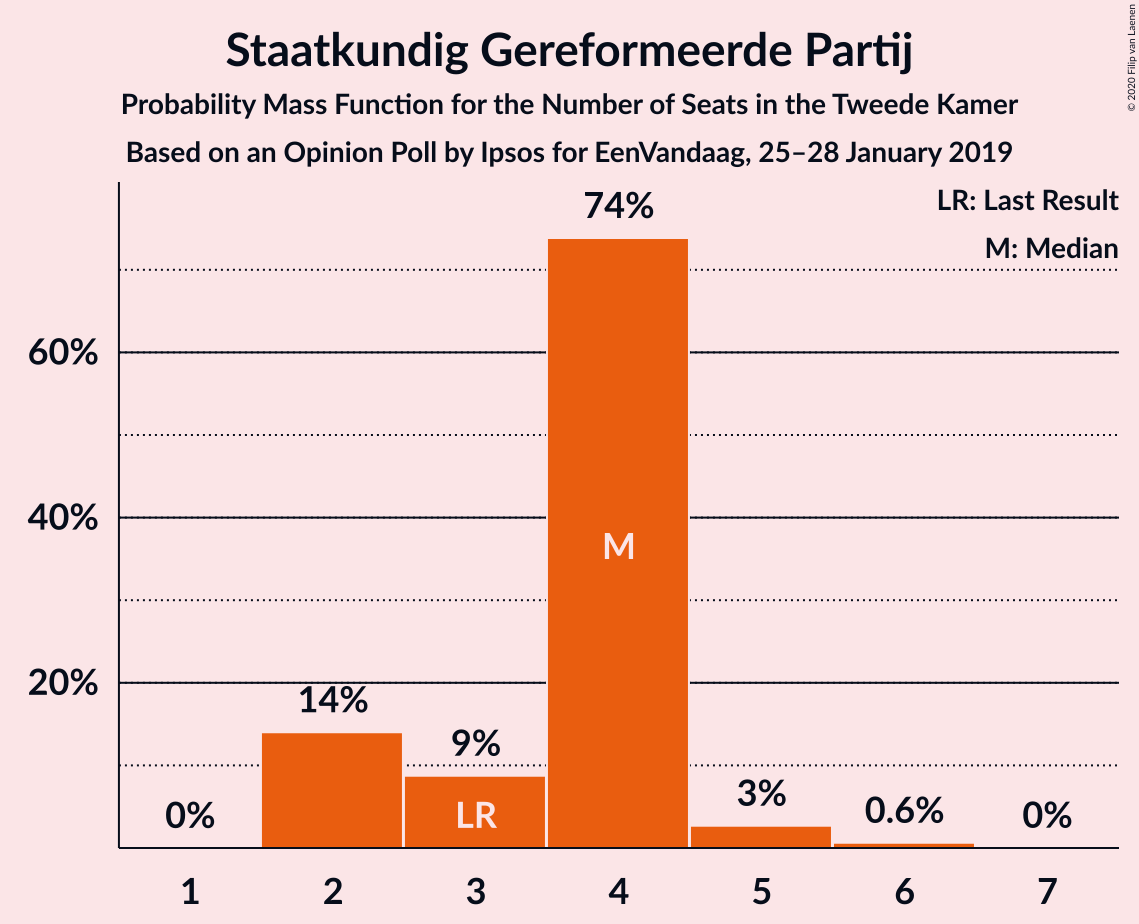 Staatkundig Gereformeerde Partij
Probability Mass Function for the Number of Seats in the Tweede Kamer
Based on an Opinion Poll by Ipsos for EenVandaag, 25–28 January 2019
© 2020 Filip van Laenen
LR: Last Result
M: Median
74%
60%
40%
20%
M
14%
9%
LR
0%
3%
0.6%
0%
1
2
3
4
5
6
7